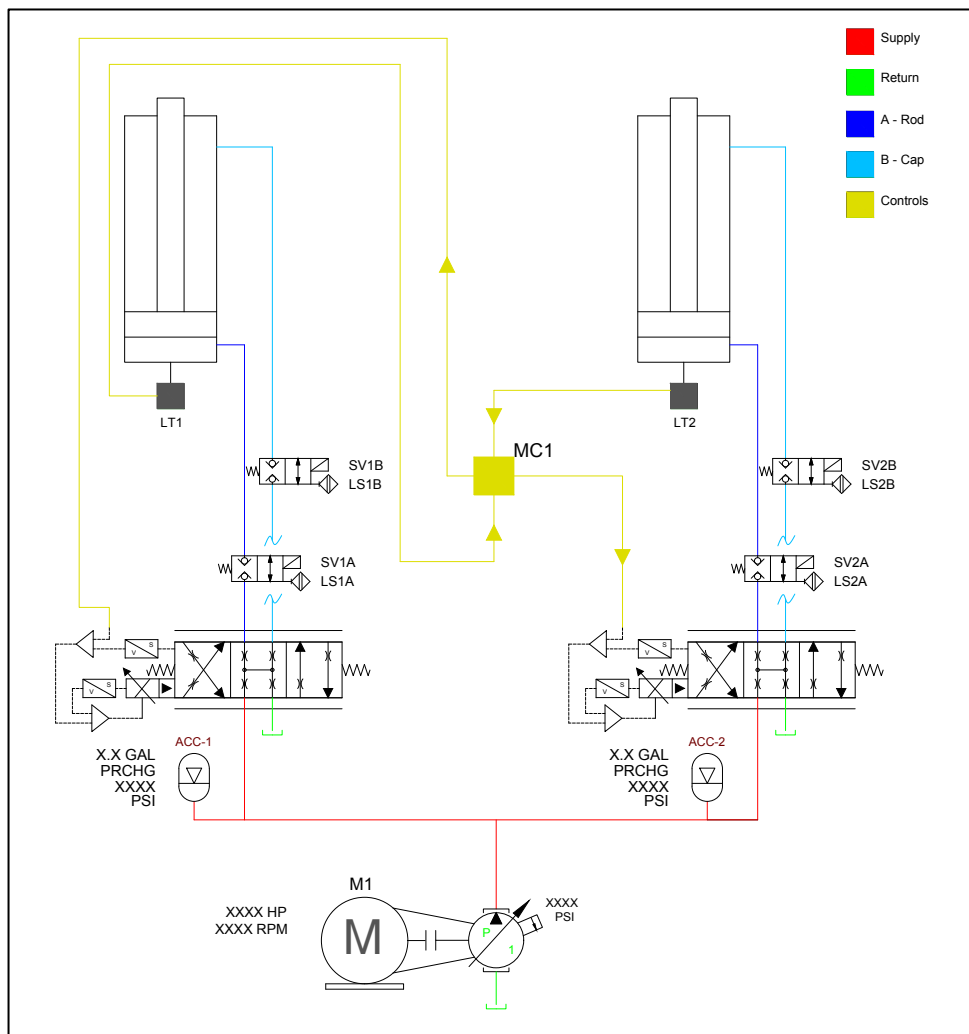 Supply
Return
A - Rod
B - Cap
Controls
LT1
LT2
MC1
SV1B
LS1B
SV2B
LS2B
SV1A
LS1A
SV2A
LS2A
S
V
S
V
S
V
S
V
X.X GAL
PRCHG
XXXX
PSI
ACC-1
X.X GAL
PRCHG
XXXX
PSI
ACC-2
M1
XXXX HP
XXXX RPM
M
P
1
XXXX
PSI